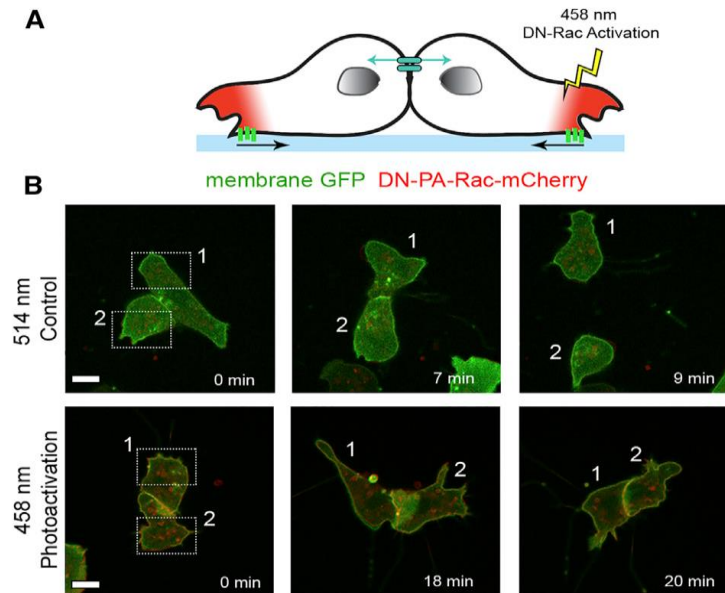 A
458 nm
DN-Rac Activation
membrane GFP DN-PA-Rac-mCherry
B
514 nm
Control
1
2
0 min
1
2
7 min
1
2
9 min
458 nm
Photoactivation
1
2
0 min
1
2
18 min
1
2
20 min